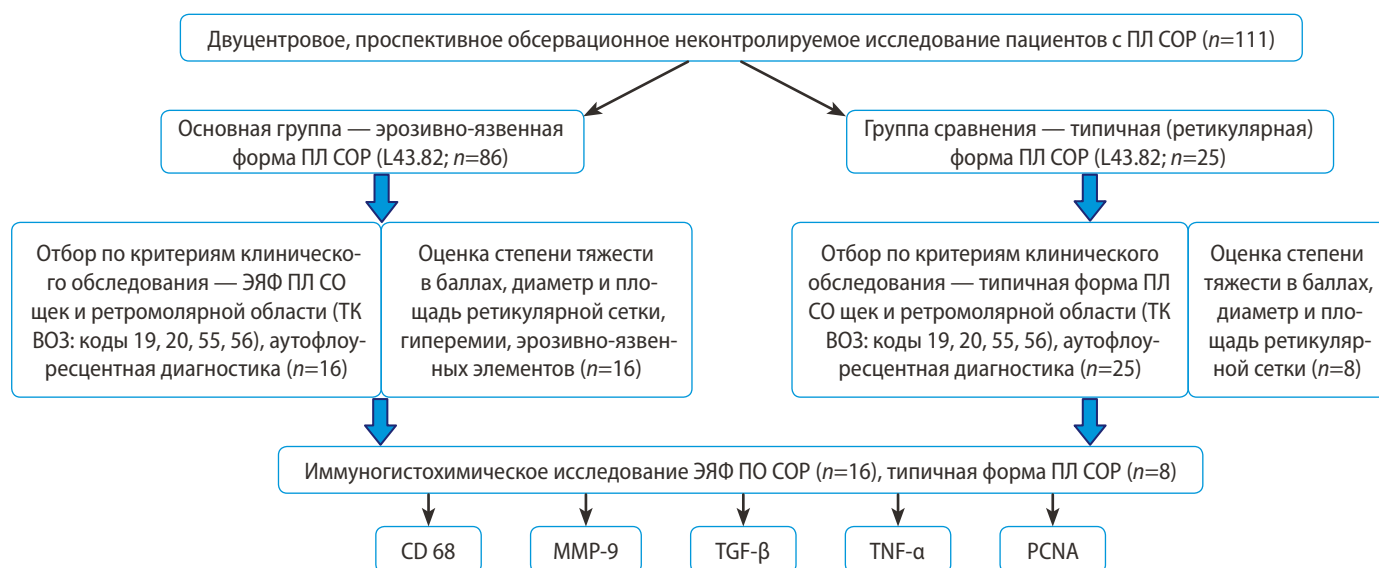 Двуцентровое, проспективное обсервационное неконтролируемое исследование пациентов с ПЛ СОР (n=111)
Основная группа — эрозивно-язвенная
форма ПЛ СОР (L43.82; n=86)
Группа сравнения — типичная (ретикулярная)
форма ПЛ СОР (L43.82; n=25)
Отбор по критериям клиническо-
го обследования — ЭЯФ ПЛ СО
щек и ретромолярной области (ТК
ВОЗ: коды 19, 20, 55, 56), аутофлоу-
ресцентная диагностика (n=16)
Оценка степени тяжести
в баллах, диаметр и пло-
щадь ретикулярной сетки,
гиперемии, эрозивно-язвен-
ных элементов (n=16)
Отбор по критериям клинического
обследования — типичная форма ПЛ
СО щек и ретромолярной области (ТК
ВОЗ: коды 19, 20, 55, 56), аутофлоу-
ресцентная диагностика (n=25)
Оценка степени
тяжести в баллах,
диаметр и пло-
щадь ретикуляр-
ной сетки (n=8)
Иммуногистохимическое исследование ЭЯФ ПО СОР (n=16), типичная форма ПЛ СОР (n=8)
CD 68
MMP-9
TGF-β
TNF-α
PCNA